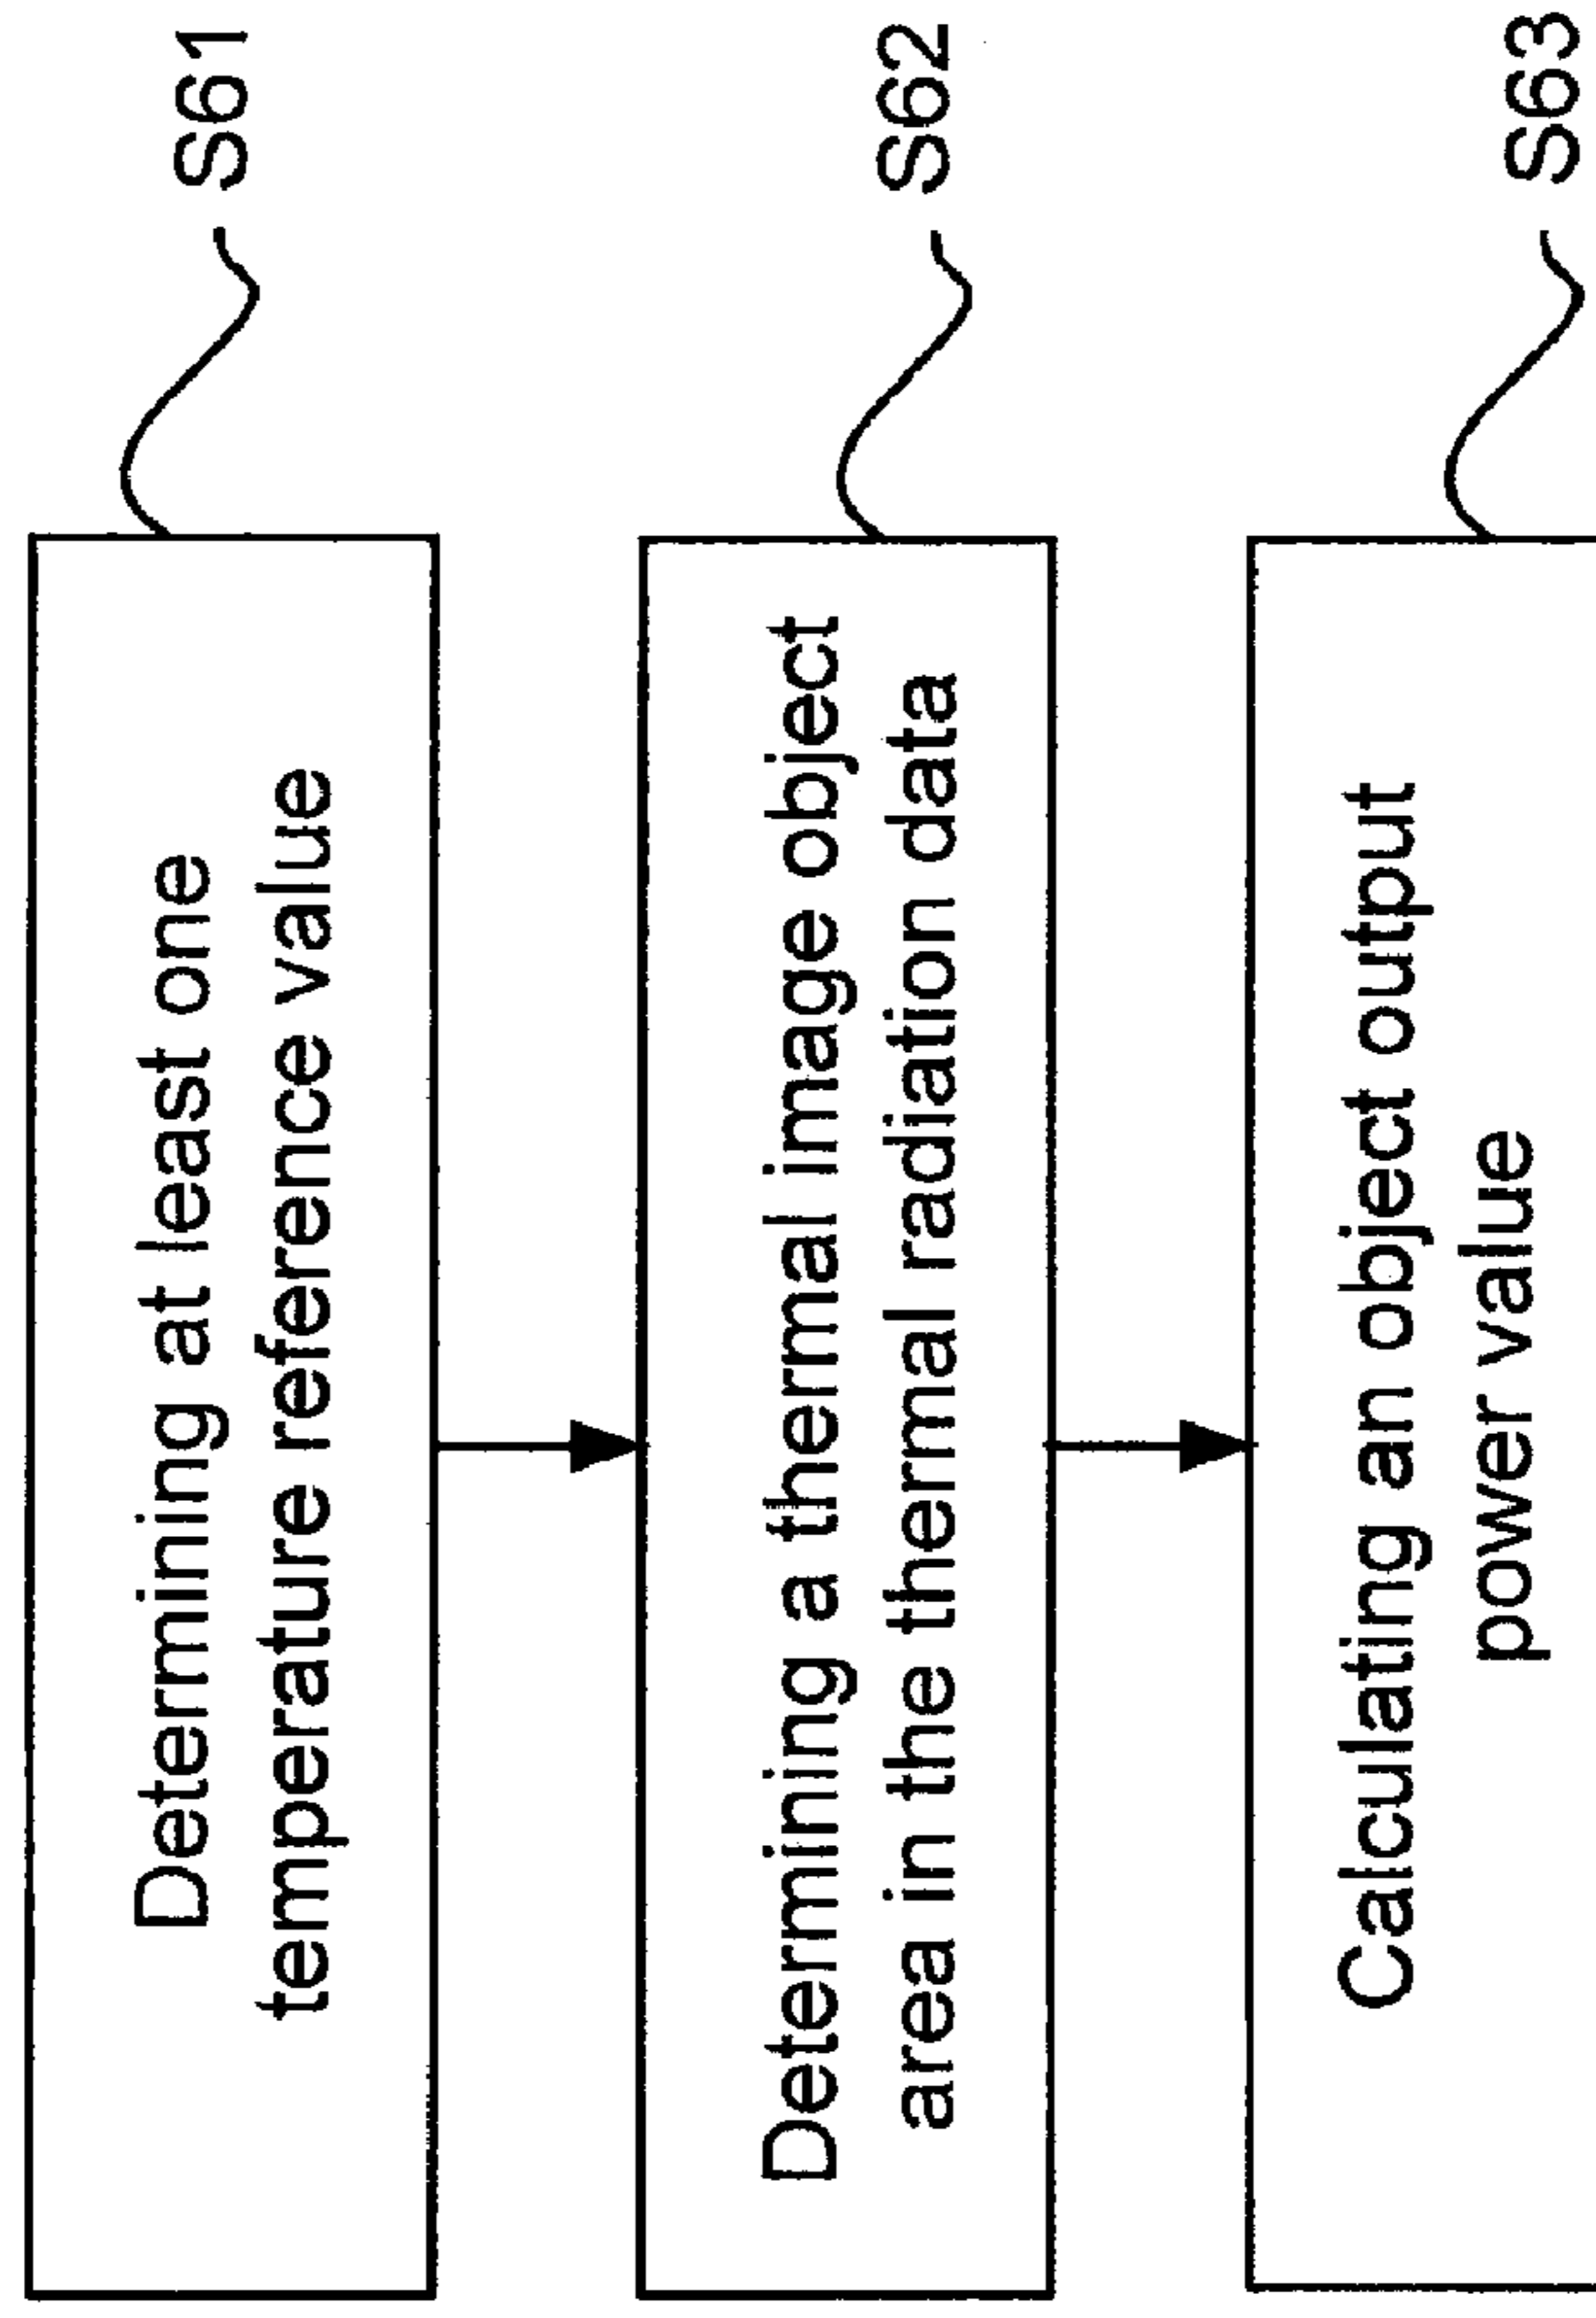 Determining at least one
temperature reference value
S61
Determining a thermal image object
area in the thermal radiation data
S62
Calculating an object output
power value
S63